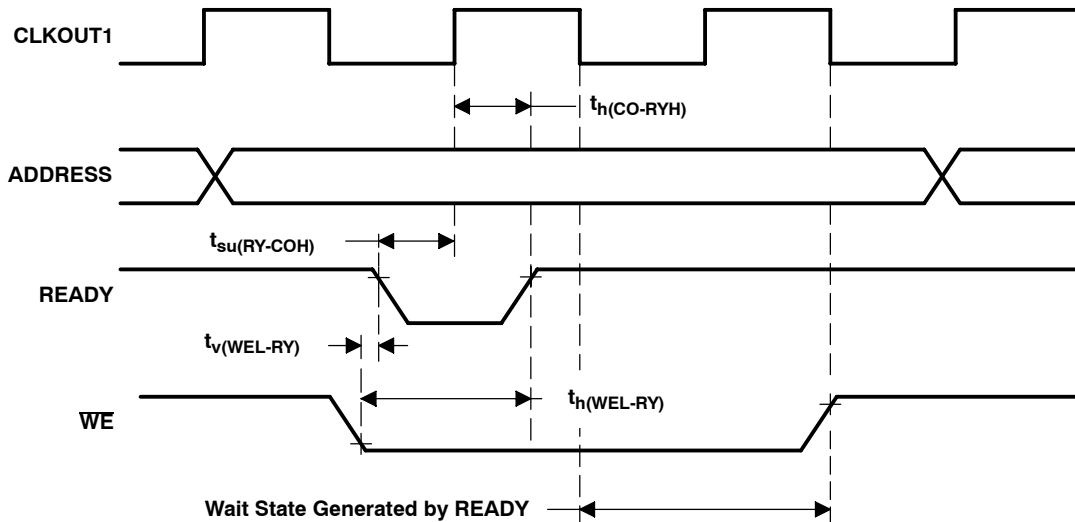 CLKOUT1
th(CO-RYH)
ADDRESS
tsu(RY-COH)
READY
tv(WEL-RY)
th(WEL-RY)
WE
Wait State Generated by READY